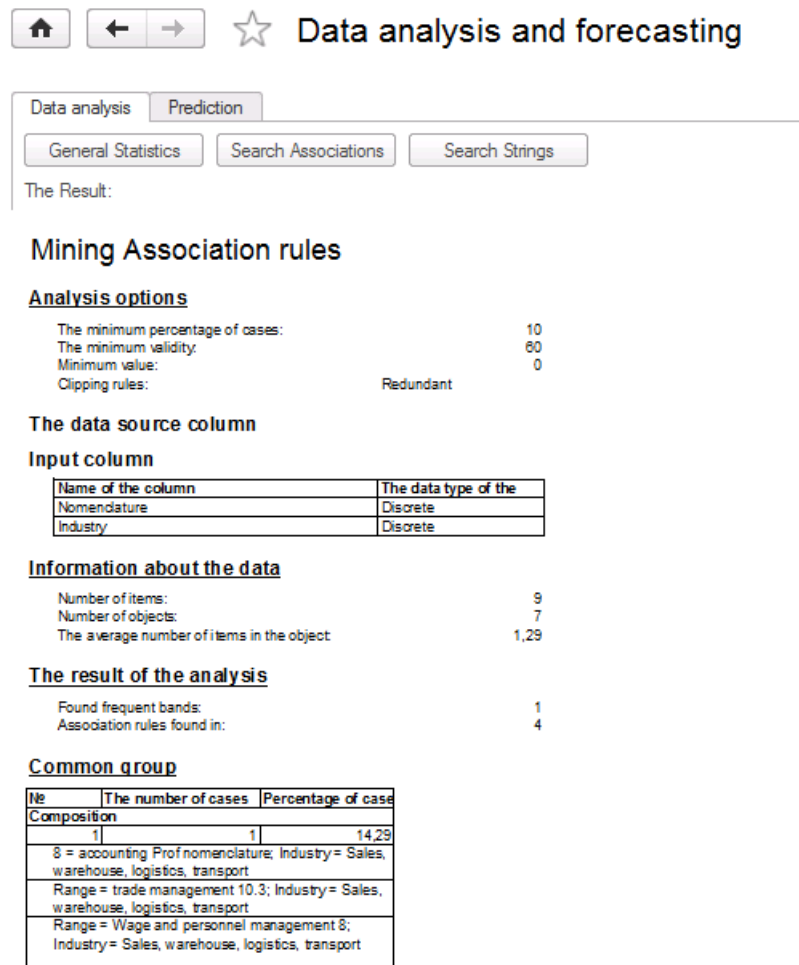 Data analysis and forecasting
Data analysis Prediction
General Statistics Search Associations Search Strings
The Result:
Mining Association rules
Analysis options
The minimum percentage of cases: 10
The minimum validity: 60
Minimum value: 0
Clipping rules: Redundant
The data source column
Input column
Name of the column The data type of the
Nomenclature Discrete
Industry Discrete
Information about the data
Number of items: 9
Number of objects: 7
The average number of items in the object: 1,29
The result of the analysis
Found frequent bands: 1
Association rules found in: 4
Common group
№ The number of cases Percentage of case
Composition
1 1 14,29
8 = accounting Prof nomenclature; Industry = Sales,
warehouse, logistics, transport
Range = trade management 10.3; Industry = Sales,
warehouse, logistics, transport
Range = Wage and personnel management 8;
Industry = Sales, warehouse, logistics, transport